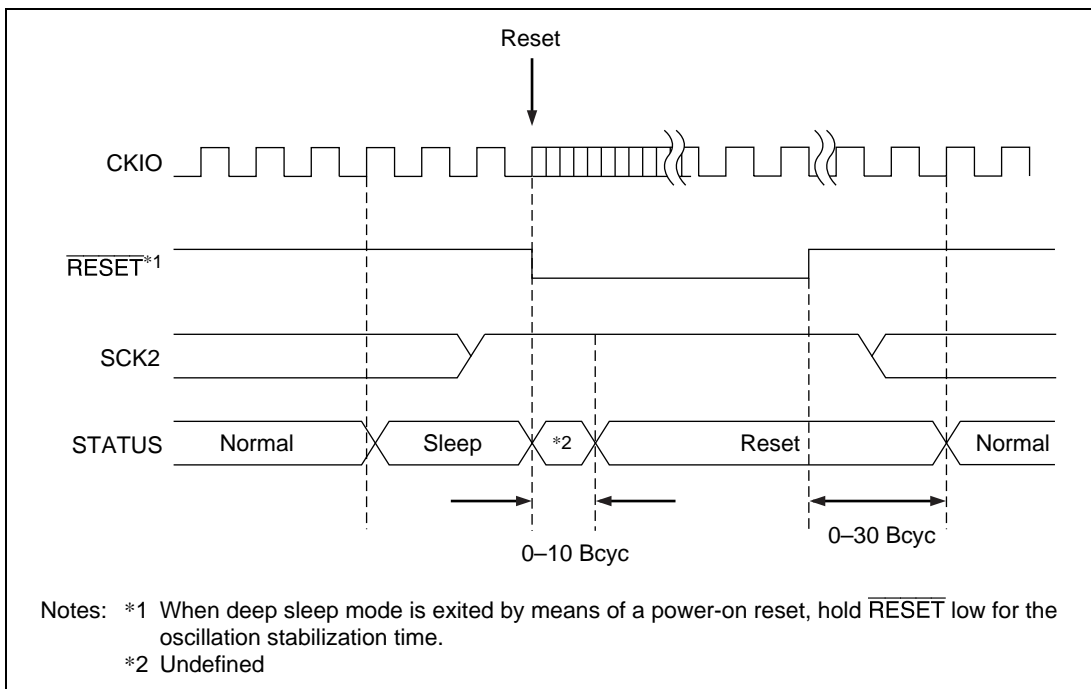 Reset
CKIO
RESET*1
SCK2
STATUS Normal Sleep *2 Reset Normal
0–10 Bcyc
0–30 Bcyc
Notes: *1 When deep sleep mode is exited by means of a power-on reset, hold RESET low for the
oscillation stabilization time.
*2 Undefined